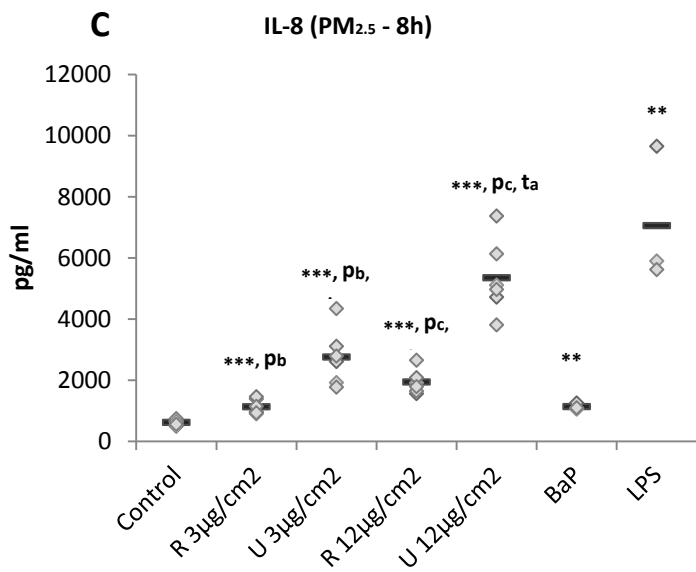 C
IL-8 (PM2.5 - 8h)
12000
10000
8000
6000
4000
2000
0
pg/ml
***, pb
***, pb,
***, pc,
***, pc, ta
**
**
Control
R 3µg/cm2
U 3µg/cm2
R 12µg/cm2
U 12µg/cm2
BaP
LPS